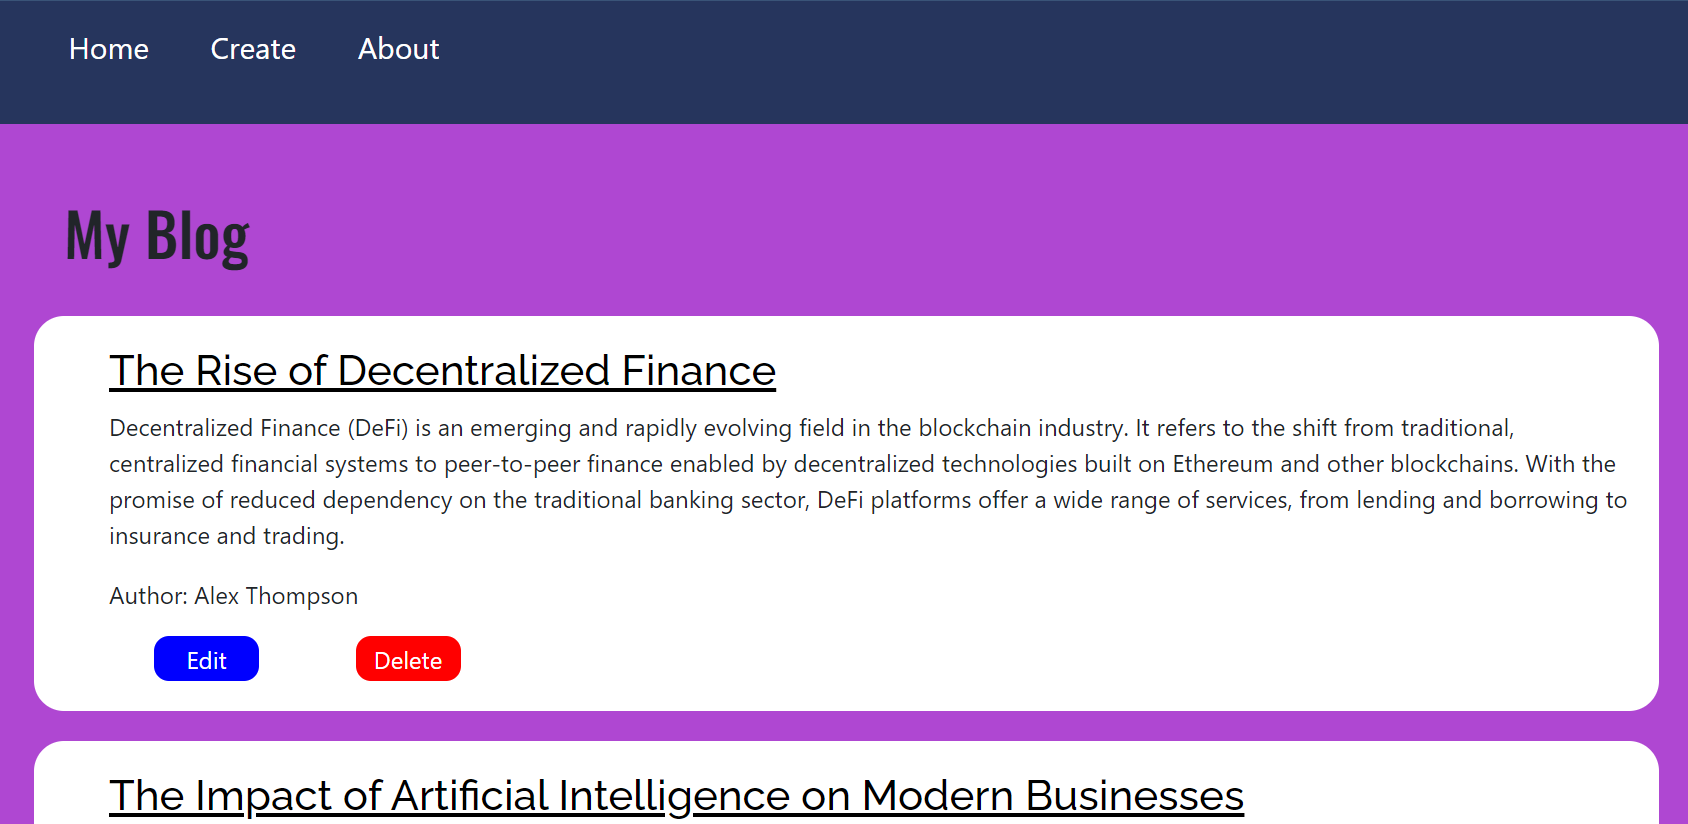 Home Create About
My Blog
The Rise of Decentralized Finance
Decentralized Finance (DeFi) is an emerging and rapidly evolving field in the blockchain industry. It refers to the shift from traditional,
centralized financial systems to peer-to-peer finance enabled by decentralized technologies built on Ethereum and other blockchains. With the
promise of reduced dependency on the traditional banking sector, DeFi platforms offer a wide range of services, from lending and borrowing to
insurance and trading.
Author: Alex Thompson
Edit Delete
The Impact of Artificial Intelligence on Modern Businesses